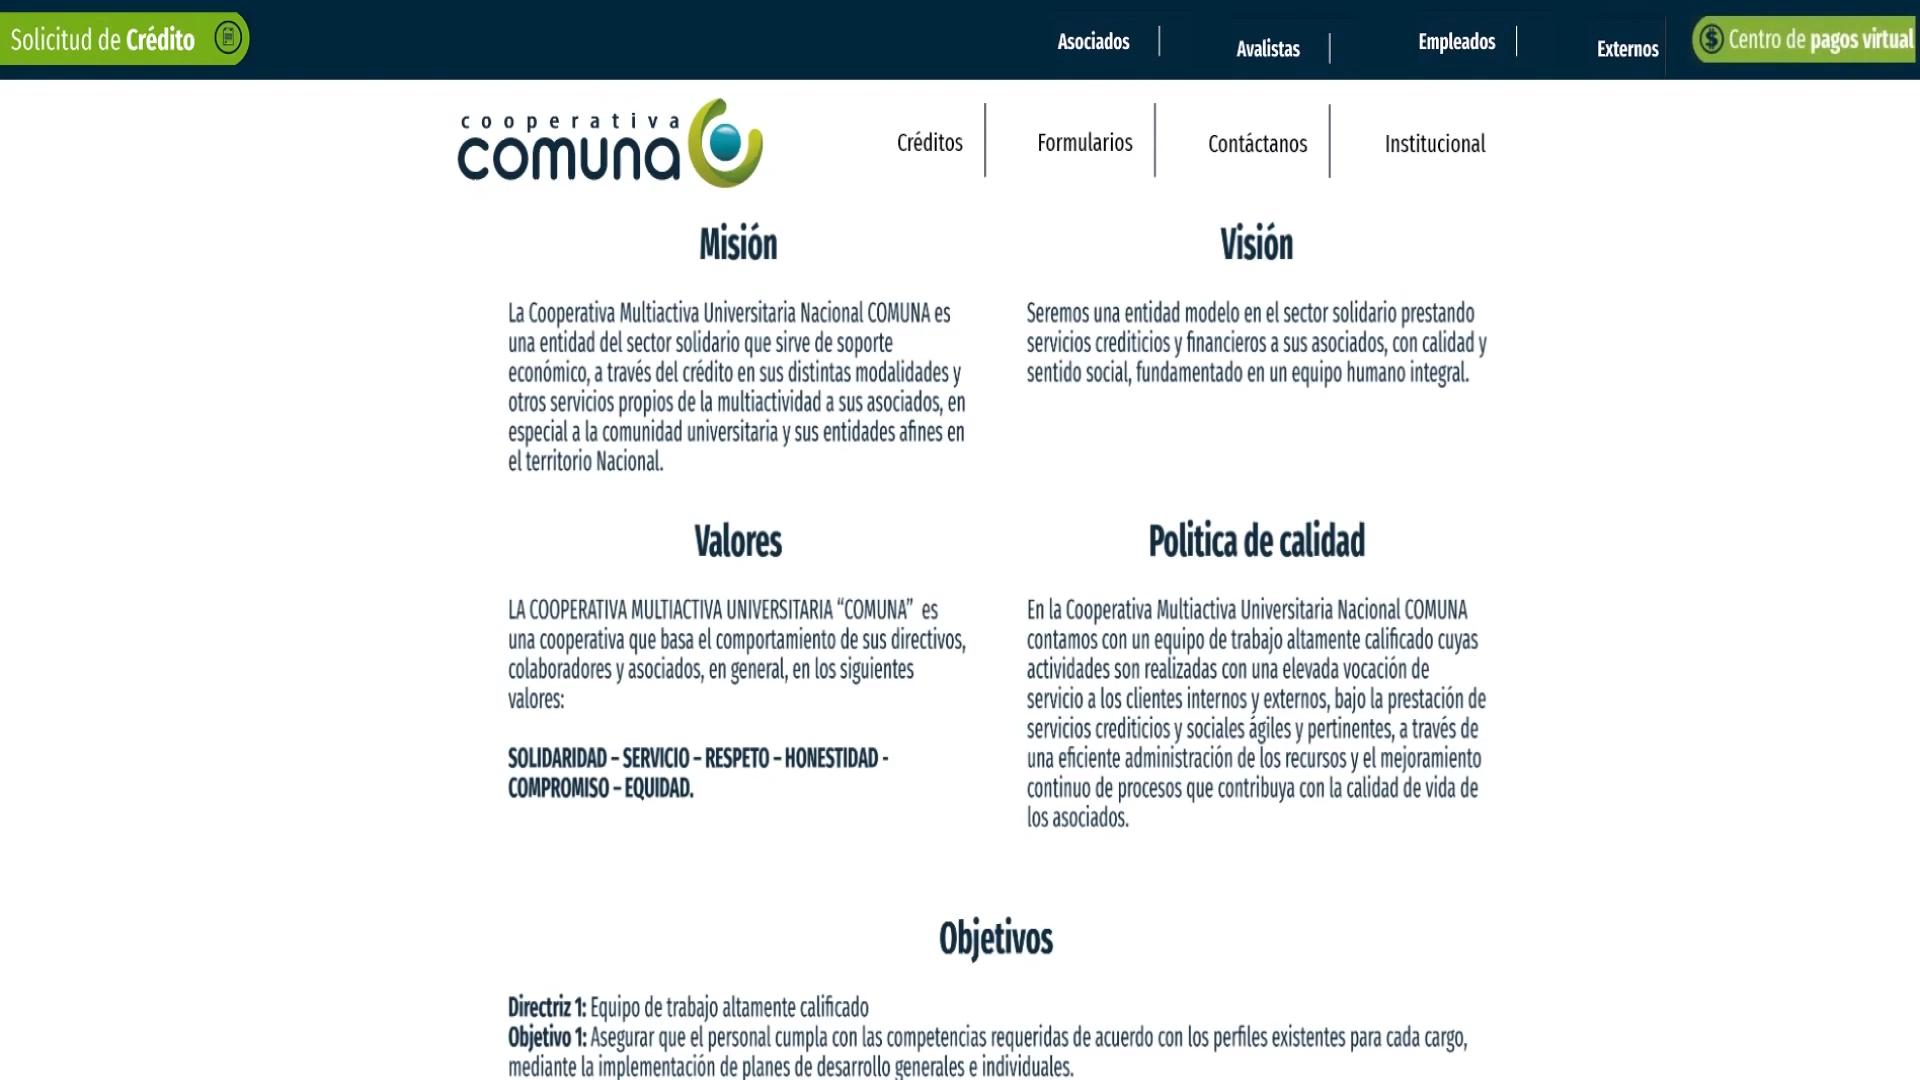 Solicitud de Crédito
Asociados
Avalistas
Empleados
Externos
Centro de pagos virtual
cooperativa
comuna
Créditos
Formularios
Contáctanos
Institucional
Misión
La Cooperativa Multiactiva Universitaria Nacional COMUNA es
una entidad del sector solidario que sirve de soporte
económico, a través del crédito en sus distintas modalidades y
otros servicios propios de la multiactividad a sus asociados, en
especial a la comunidad universitaria y sus entidades afines en
el territorio Nacional.
Visión
Seremos una entidad modelo en el sector solidario prestando
servicios crediticios y financieros a sus asociados, con calidad y
sentido social, fundamentado en un equipo humano integral.
Valores
LA COOPERATIVA MULTIACTIVA UNIVERSITARIA “COMUNA” es
una cooperativa que basa el comportamiento de sus directivos,
colaboradores y asociados, en general, en los siguientes
valores:
SOLIDARIDAD – SERVICIO – RESPETO – HONESTIDAD -
COMPROMISO – EQUIDAD.
Politica de calidad
En la Cooperativa Multiactiva Universitaria Nacional COMUNA
contamos con un equipo de trabajo altamente calificado cuyas
actividades son realizadas con una elevada vocación de
servicio a los clientes internos y externos, bajo la prestación de
servicios crediticios y sociales ágiles y pertinentes, a través de
una eficiente administración de los recursos y el mejoramiento
continuo de procesos que contribuya con la calidad de vida de
los asociados.
Objetivos
Directriz 1: Equipo de trabajo altamente calificado
Objetivo 1: Asegurar que el personal cumpla con las competencias requeridas de acuerdo con los perfiles existentes para cada cargo,
mediante la implementación de planes de desarrollo generales e individuales.